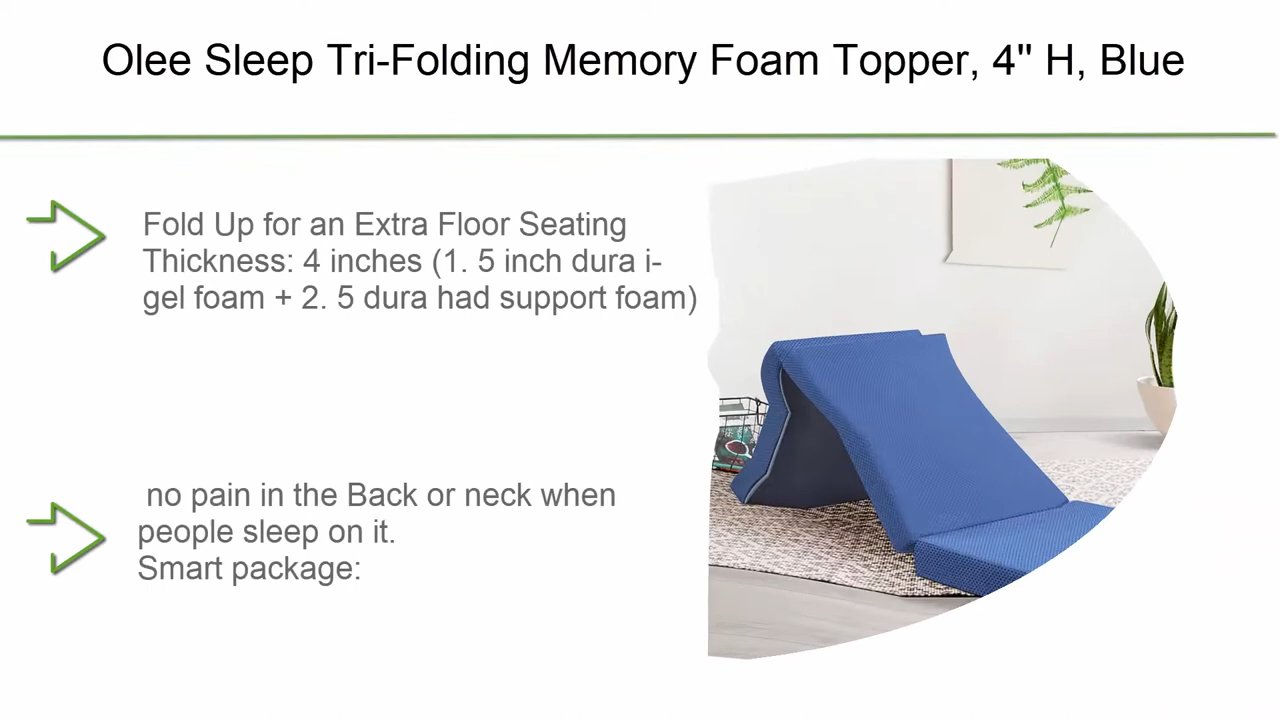 Olee Sleep Tri-Folding Memory Foam Topper, 4'' H, Blue
Fold Up for an Extra Floor Seating
Thickness: 4 inches (1. 5 inch dura i-
gel foam + 2. 5 dura had support foam)
no pain in the Back or neck when
people sleep on it.
Smart package: